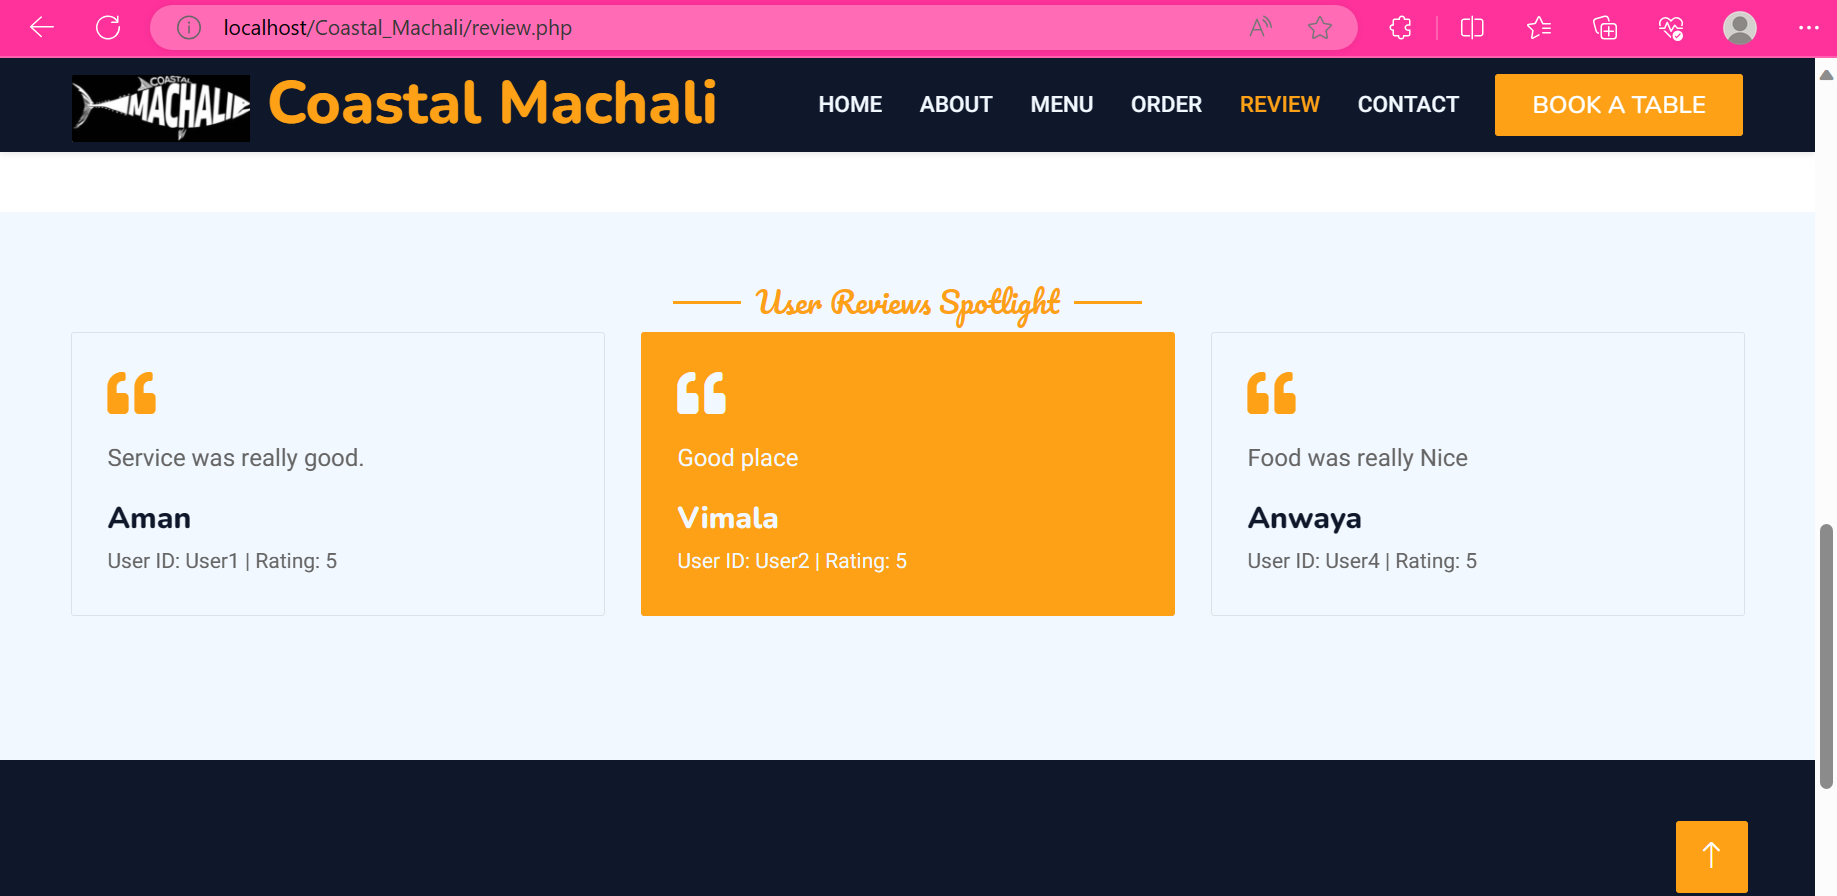 localhost/Coastal_Machali/review.php
COASTAL
MACHALI
Coastal Machali
HOME
ABOUT
MENU
ORDER
REVIEW
CONTACT
BOOK A TABLE
User Reviews Spotlight
Service was really good.
Aman
User ID: User1 | Rating: 5
Good place
Vimala
User ID: User2 | Rating: 5
Food was really Nice
Anwaya
User ID: User4 | Rating: 5